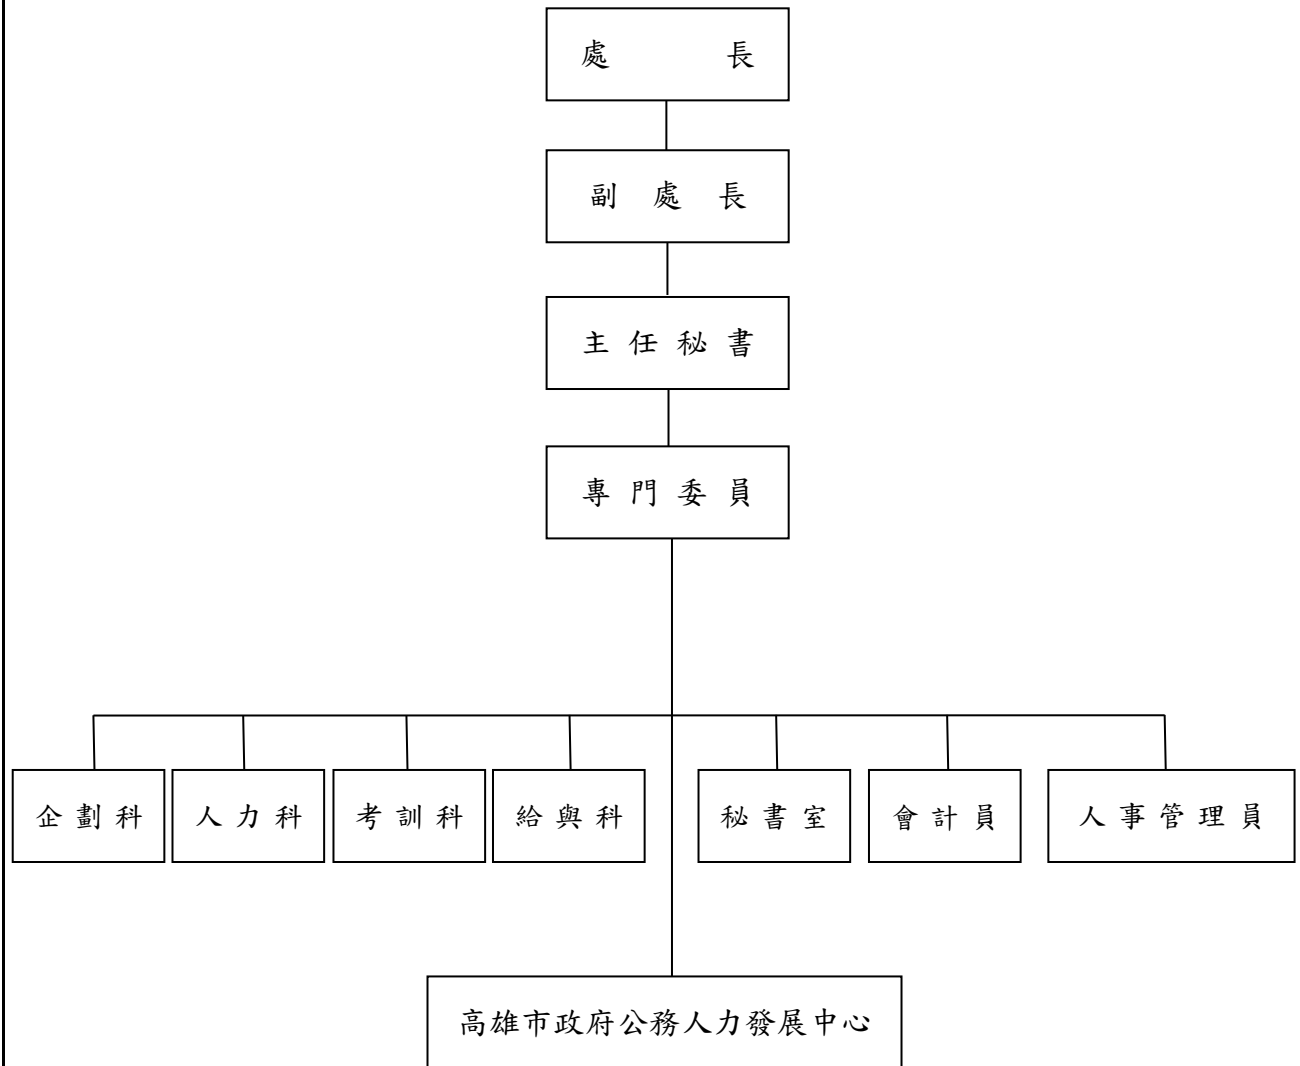 處長
副處長
主任秘書
專門委員
企劃科
人力科
考訓科
給與科
秘書室
會計員
人事管理員
高雄市政府公務人力發展中心